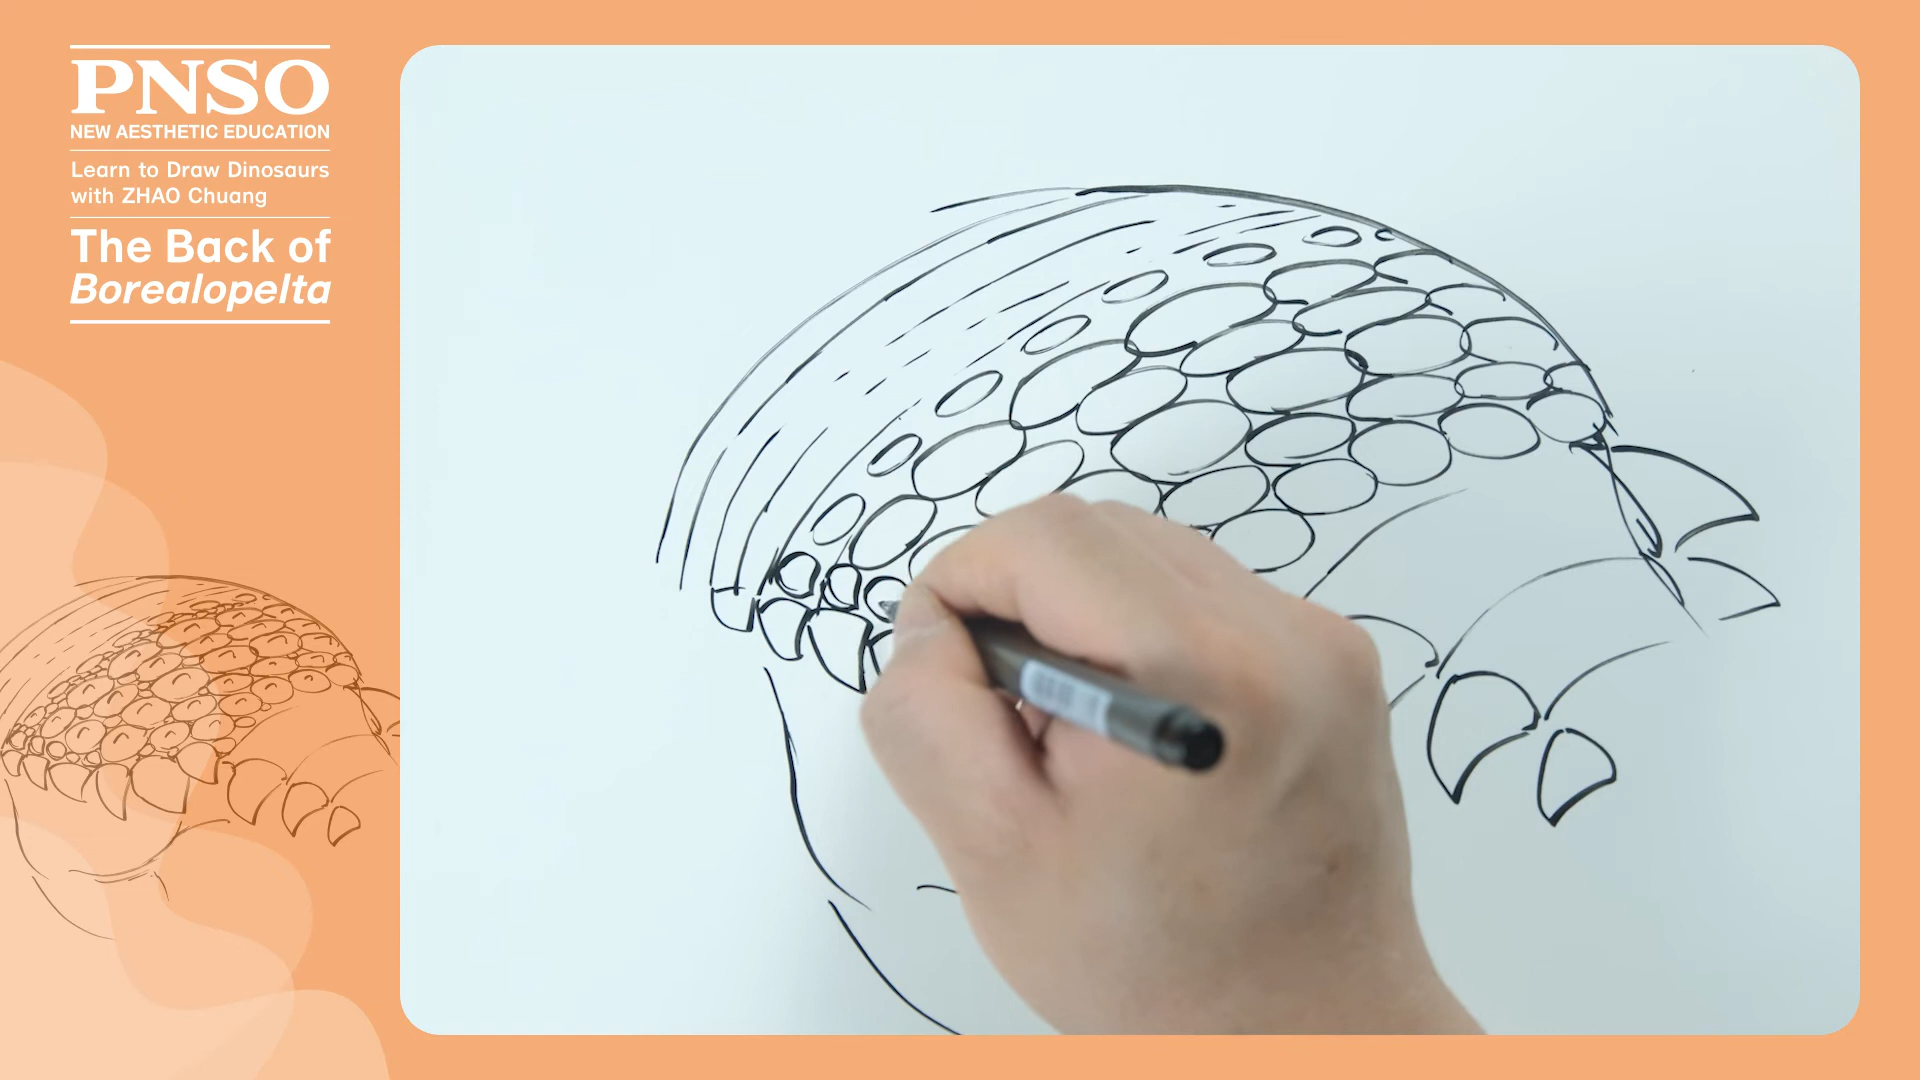 PNSO
NEW AESTHETIC EDUCATION
Learn to Draw Dinosaurs
with ZHAO Chuang
The Back of
Borealopelta